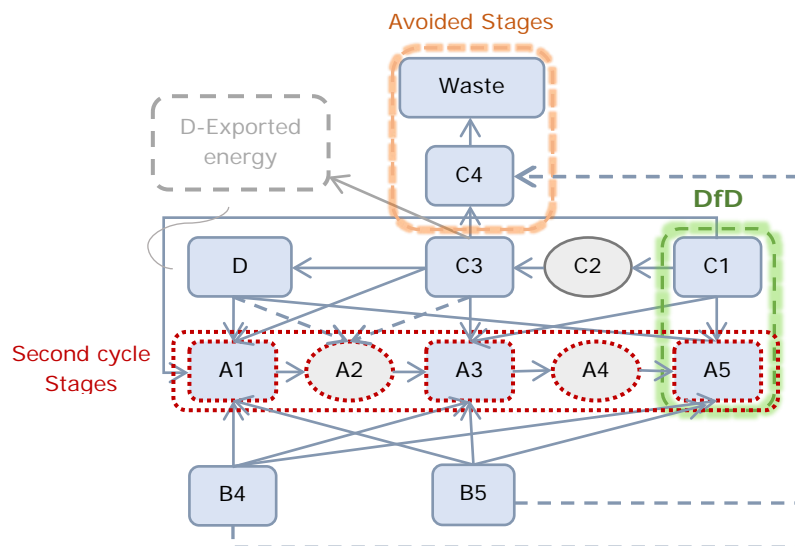 Avoided Stages
Waste
D-Exported
energy
C4
DfD
D
C3
C2
C1
Second cycle
Stages
A1
A2
A3
A4
A5
B4
B5